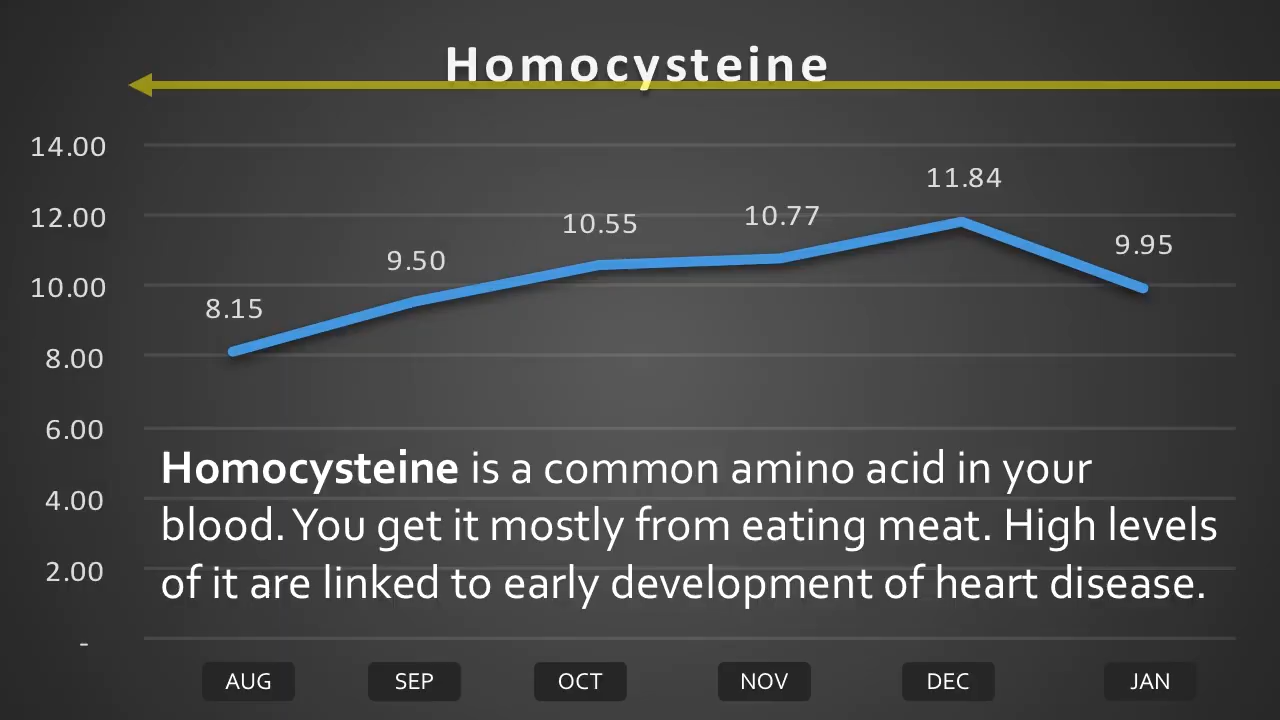 Homocysteine
14.00
12.00
10.00
8.00
6.00
4.00
2.00
-
8.15
9.50
10.55
10.77
11.84
9.95
Homocysteine is a common amino acid in your
blood. You get it mostly from eating meat. High levels
of it are linked to early development of heart disease.
AUG SEP OCT NOV DEC JAN